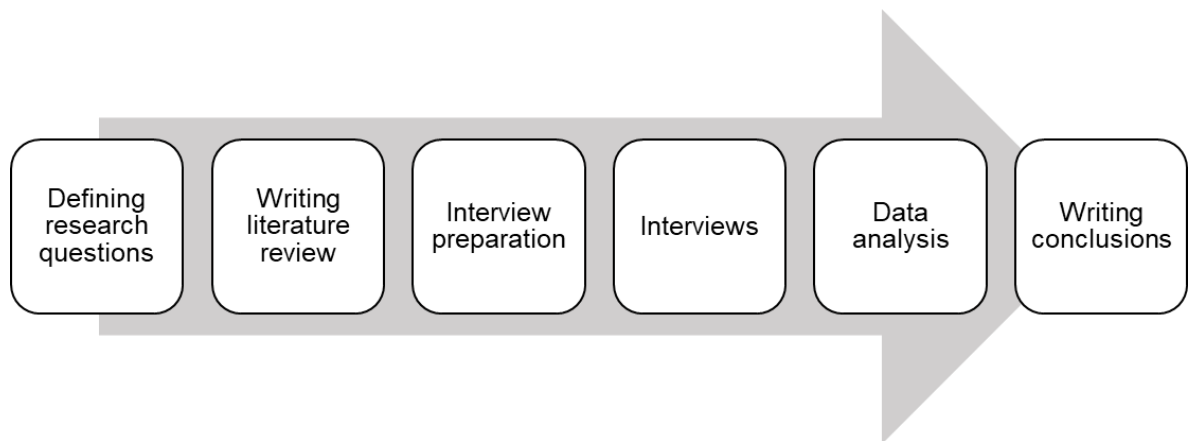 Defining
research
questions
Writing
literature
review
Interview
preparation
Interviews
Data
analysis
Writing
conclusions